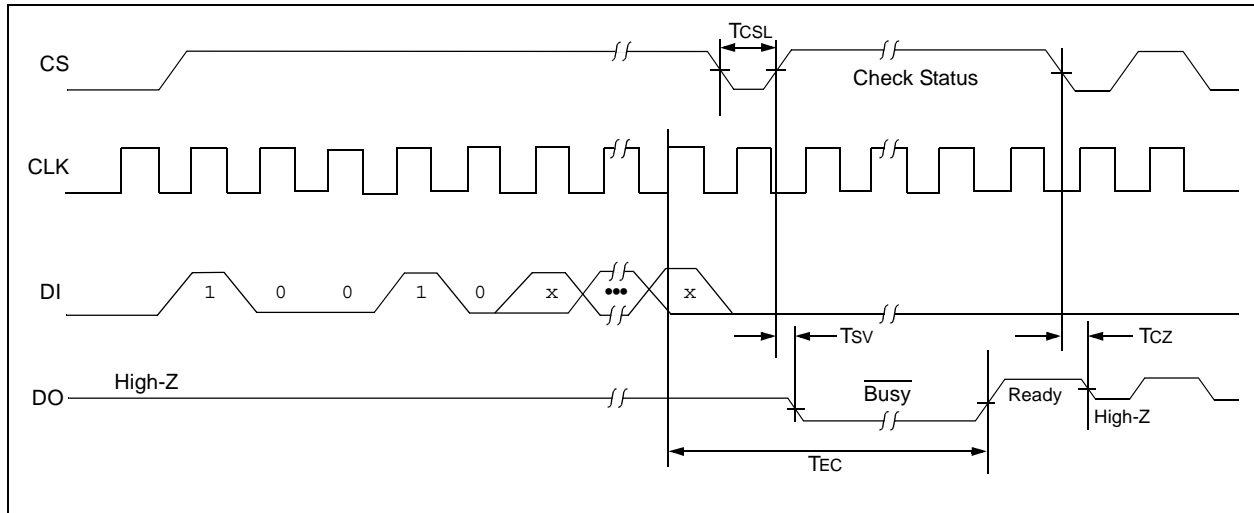 TCSL
CS
Check Status
CLK
DI
1 0 0 1 0 x ••• x
TSV
TCZ
High-Z
DO
Busy
Ready
High-Z
TEC